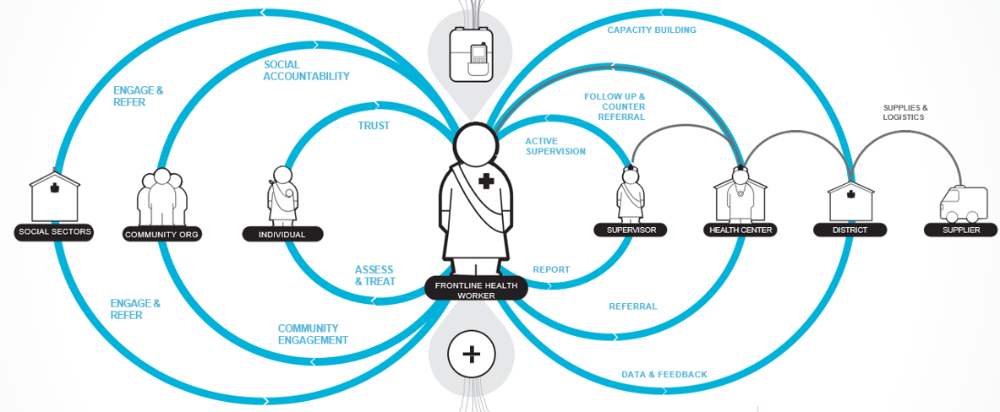 CAPACITY BUILDING
SOCIAL
ACCOUNTABILITY
ENGAGE &
REFER
FOLLOW UP &
COUNTER
REFERRAL
SUPPLIES &
LOGISTICS
TRUST
ACTIVE
SUPERVISION
SOCIAL SECTORS
COMMUNITY ORG
INDIVIDUAL
SUPERVISOR
HEALTH CENTER
DISTRICT
SUPPLIER
ASSESS
& TREAT
REPORT
FRONTLINE HEALTH
WORKER
ENGAGE &
REFER
REFERRAL
COMMUNITY
ENGAGEMENT
DATA & FEEDBACK